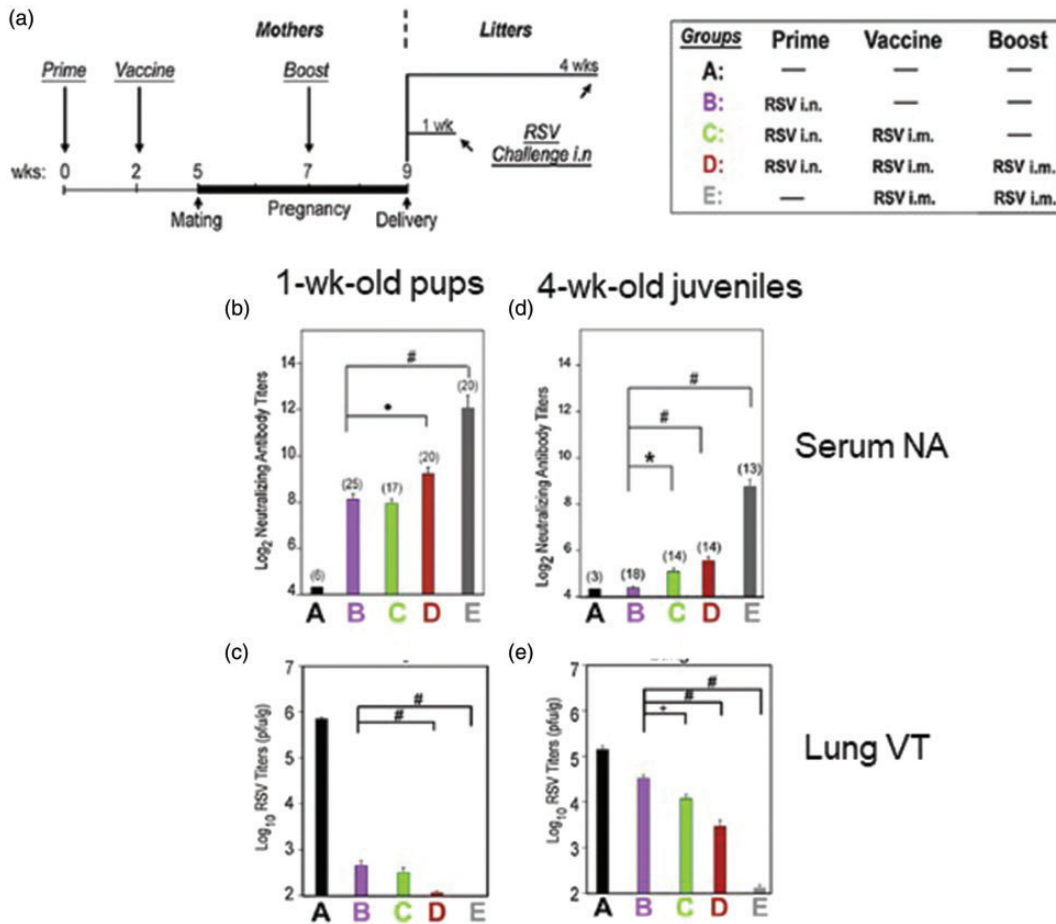 (a)
Mothers Litters
Prime Vaccine Boost
4 wks
1 wk
RSV
Challenge i.n
wks: 0 2 5 7 9
Mating Pregnancy Delivery
Groups Prime Vaccine Boost
A: — — —
B: RSV i.n. — —
C: RSV i.n. RSV i.m. —
D: RSV i.n. RSV i.m. RSV i.m.
E: — RSV i.m. RSV i.m.
1-wk-old pups
(b)
Log2 Neutralizing Antibody Titers
14
12
10
8
6
4
#
(20)
(20)
(25) (17)
(6)
A B C D E
4-wk-old juveniles
(d)
Log2 Neutralizing Antibody Titers
14
12
10
8
6
4
#
#
*
(13)
(14) (14)
(3) (18)
A B C D E
Serum NA
(c)
Log10 RSV Titers (pfu/g)
7
6
5
4
3
2
#
#
A B C D E
(e)
Log10 RSV Titers (pfu/g)
7
6
5
4
3
2
#
#
+
A B C D E
Lung VT